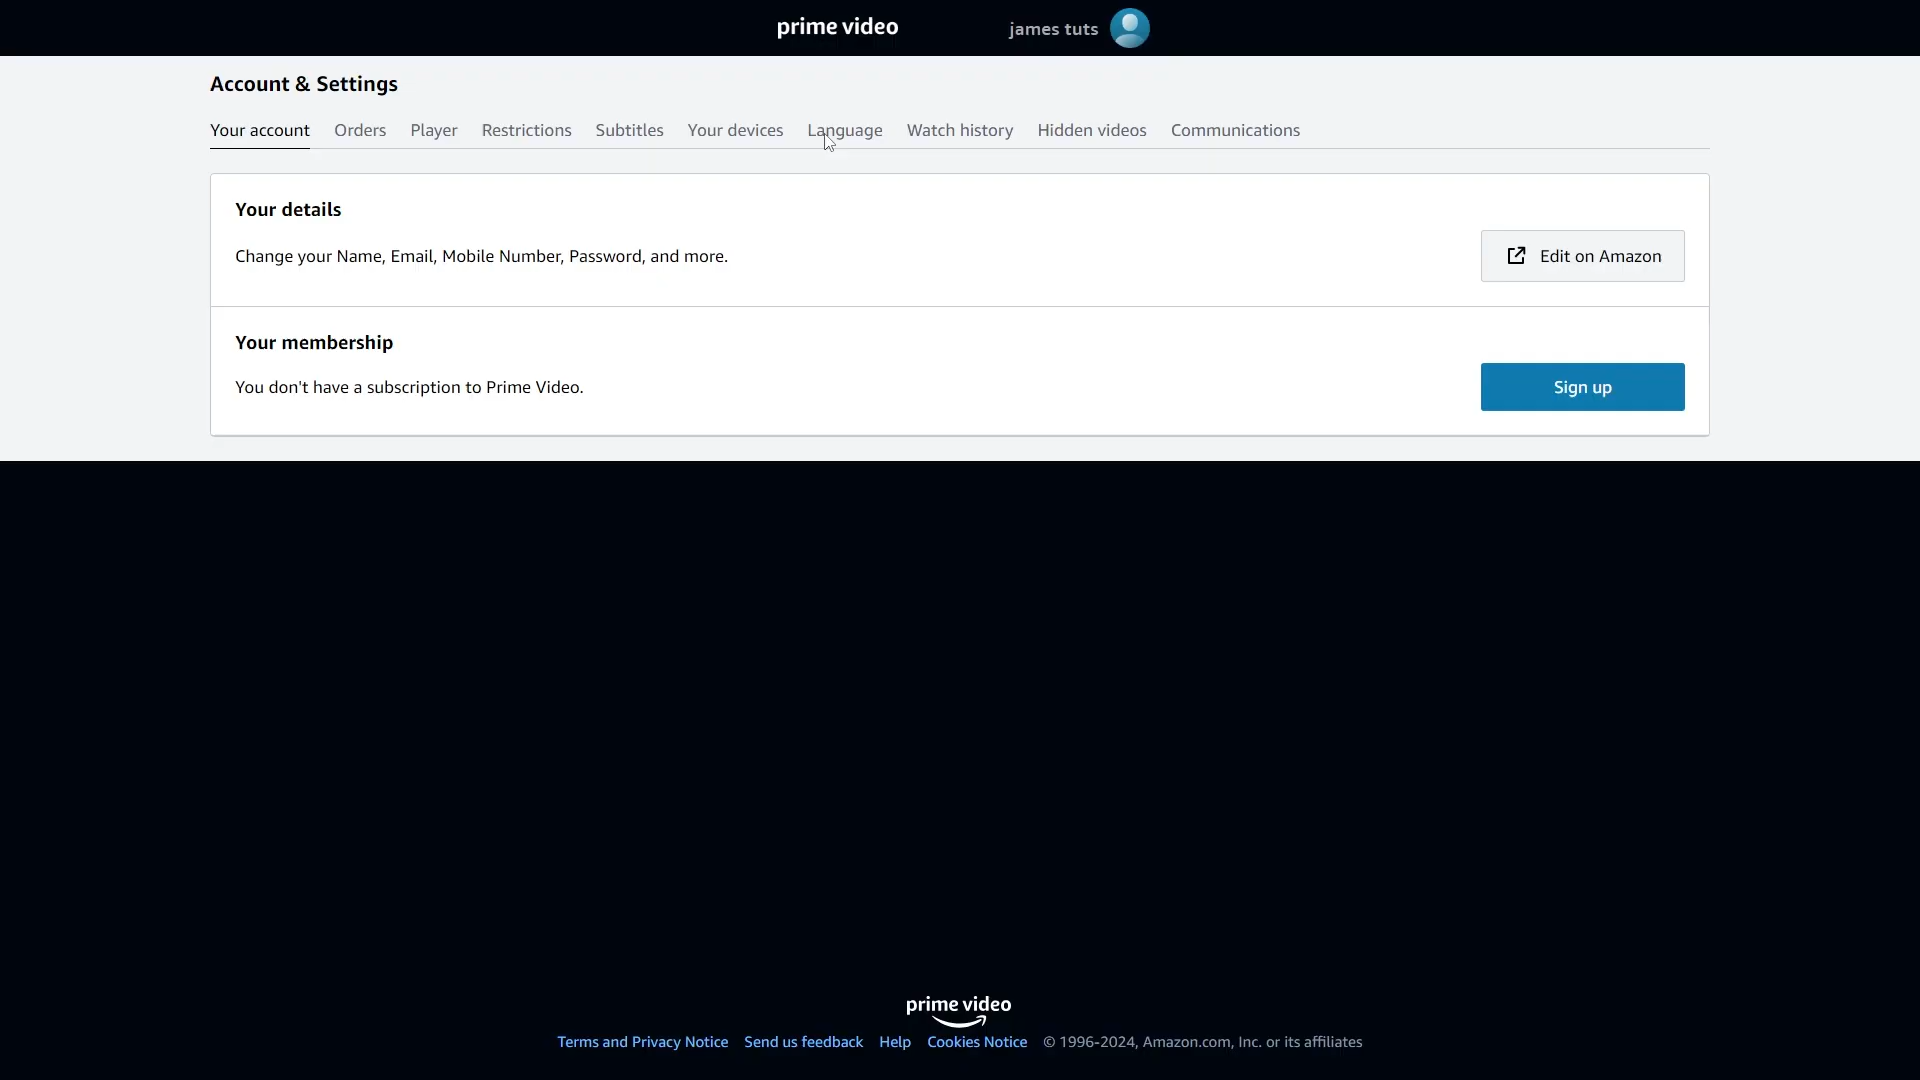 prime video james tuts
Account & Settings
Your account Orders Player Restrictions Subtitles Your devices Language Watch history Hidden videos Communications
Your details
Change your Name, Email, Mobile Number, Password, and more. Edit on Amazon
Your membership
You don't have a subscription to Prime Video. Sign up
prime video
Terms and Privacy Notice Send us feedback Help Cookies Notice © 1996-2024, Amazon.com, Inc. or its affiliates